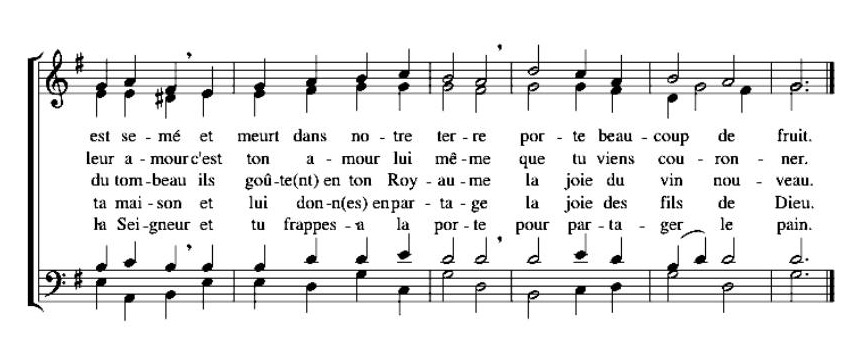 est se - mé et meurt dans no - tre ter - re por - te beau - coup de fruit.
leur a - mour c'est ton a - mour lui mê - me que tu viens cou - ron - ner.
du tom - beau ils goû - te(nt) en ton Roy - au - me la joie du vin nou - veau.
ta mai - son et lui don - n(es) en par - ta - ge la joie des fils de Dieu.
la Sei - gneur et tu frappes - a la por - te pour par - ta - ger le pain.